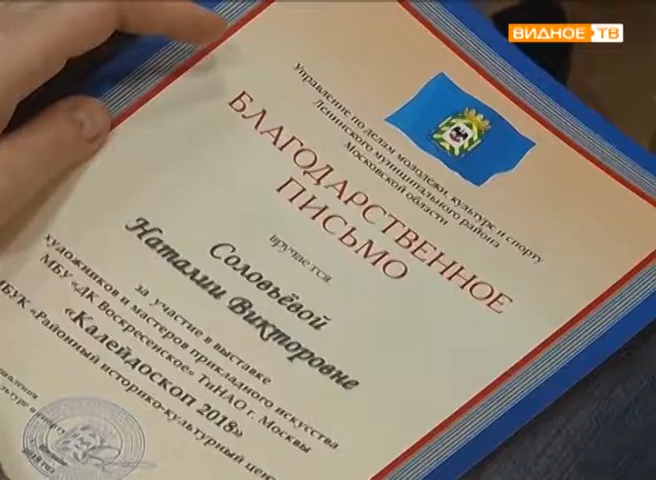 ВИДНОЕ ТВ
Управление по делам молодежи, культуре и спорту
Ленинского муниципального района
Московской области
БЛАГОДАРСТВЕННОЕ
ПИСЬМО
вручается
Соловьёвой
Наталии Викторовне
за участие в выставке
художников и мастеров прикладного искусства
МБУ «ДК Воскресенское» ТиНАО г. Москвы
«Калейдоскоп 2018»
МБУК «Районный историко-культурный